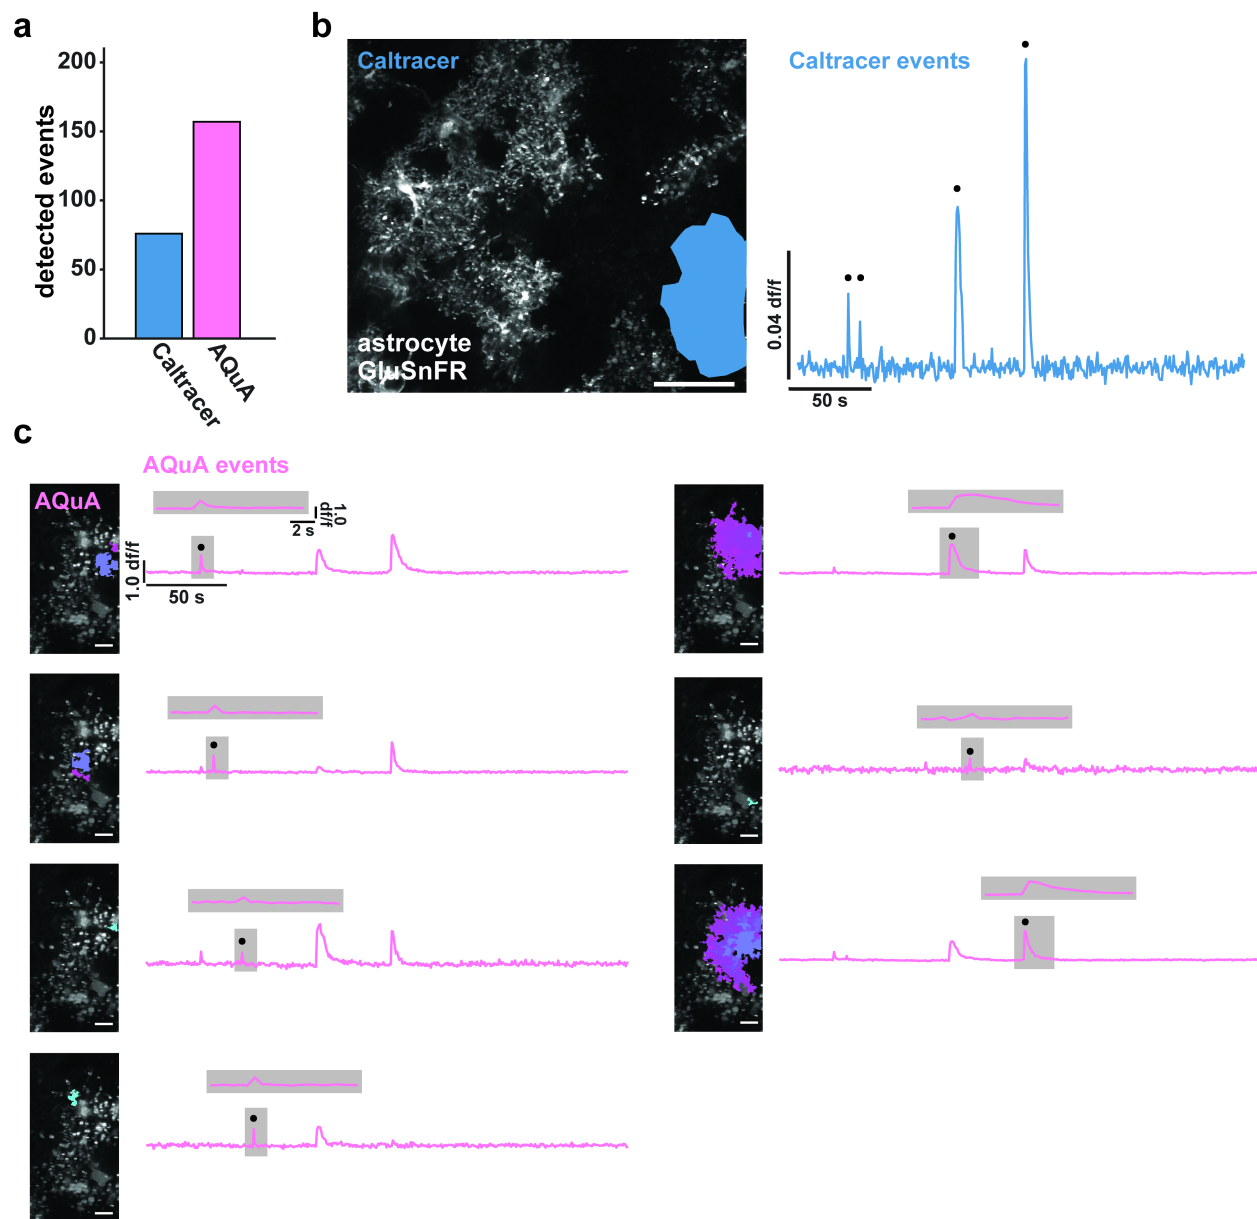 a
200
150
100
50
0
detected events
Caltracer
AQuA
b
Caltracer
astrocyte
GluSnFR
Caltracer events
0.04 df/f
50 s
c
AQuA events
AQuA
1.0
df/f
2 s
1.0 df/f
50 s